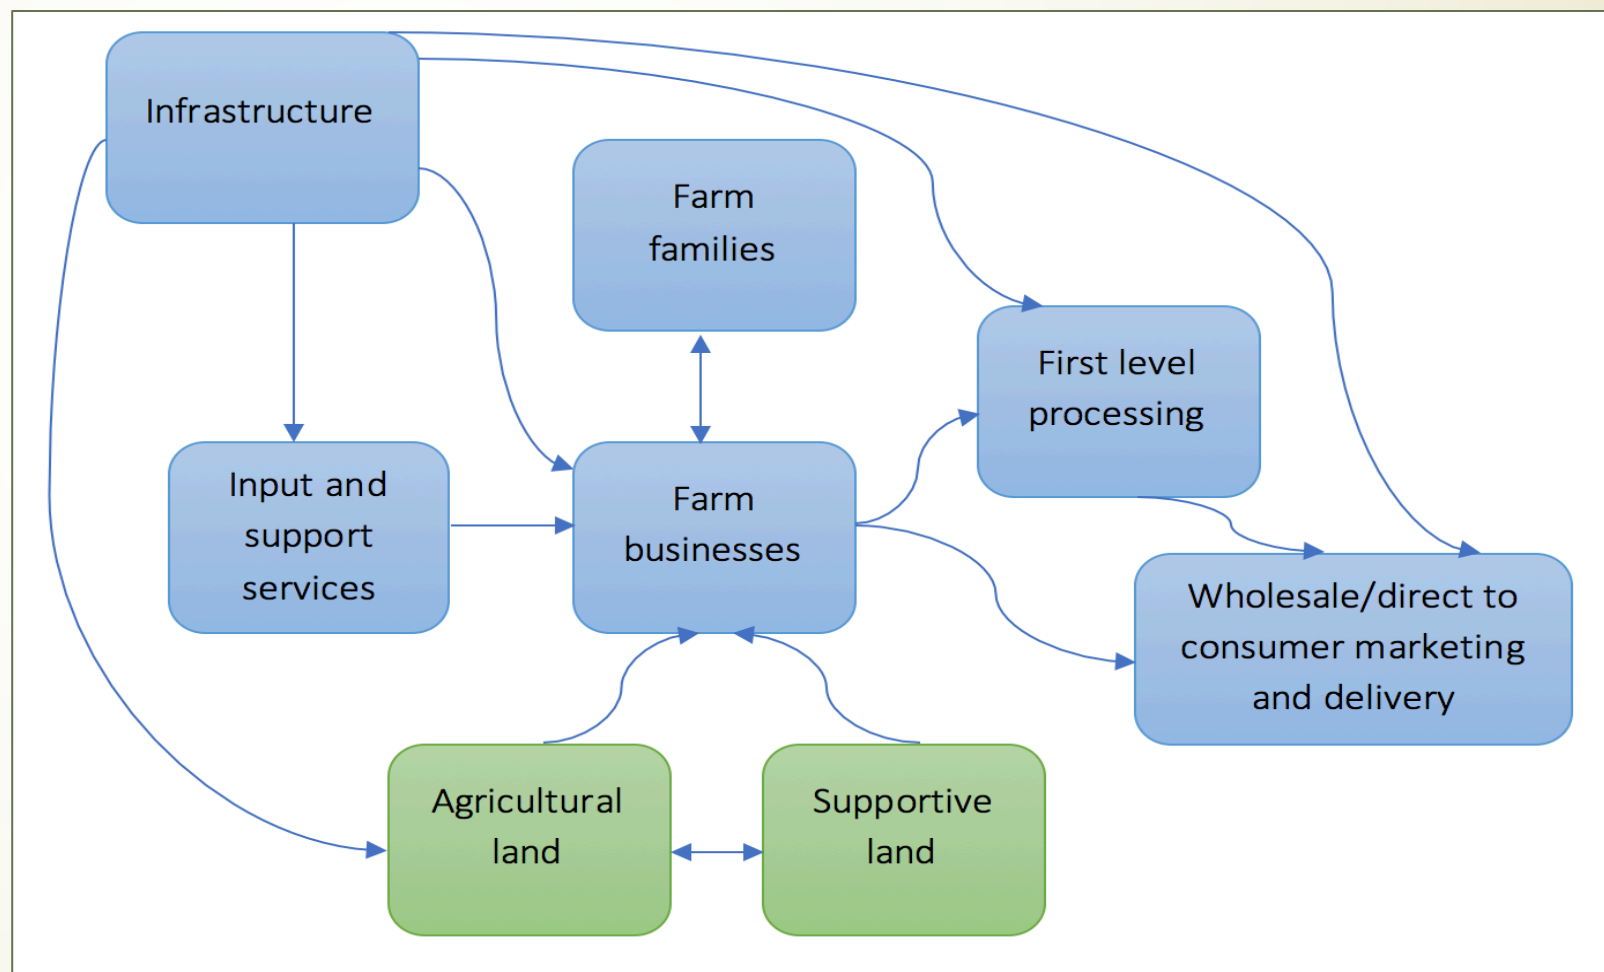 Infrastructure
Farm
families
First level
processing
Input and
support
services
Farm
businesses
Wholesale/direct to
consumer marketing
and delivery
Agricultural
land
Supportive
land